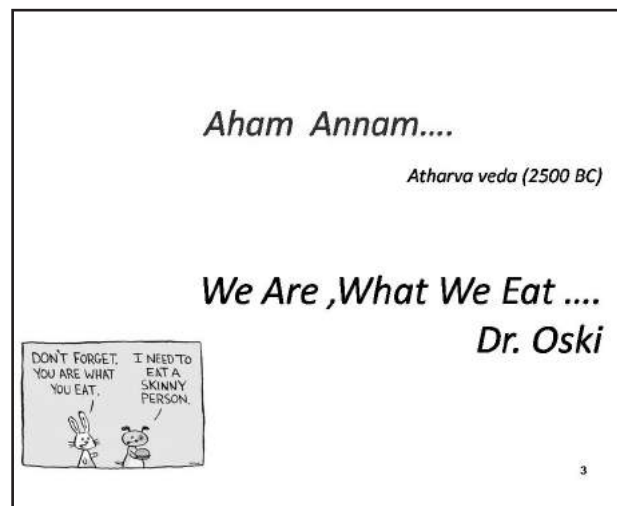 Aham Annam....
Atharva veda (2500 BC)
We Are ,What We Eat ....
Dr. Oski
DON'T FORGET,
YOU ARE WHAT
YOU EAT.
I NEED TO
EAT A
SKINNY
PERSON.
3